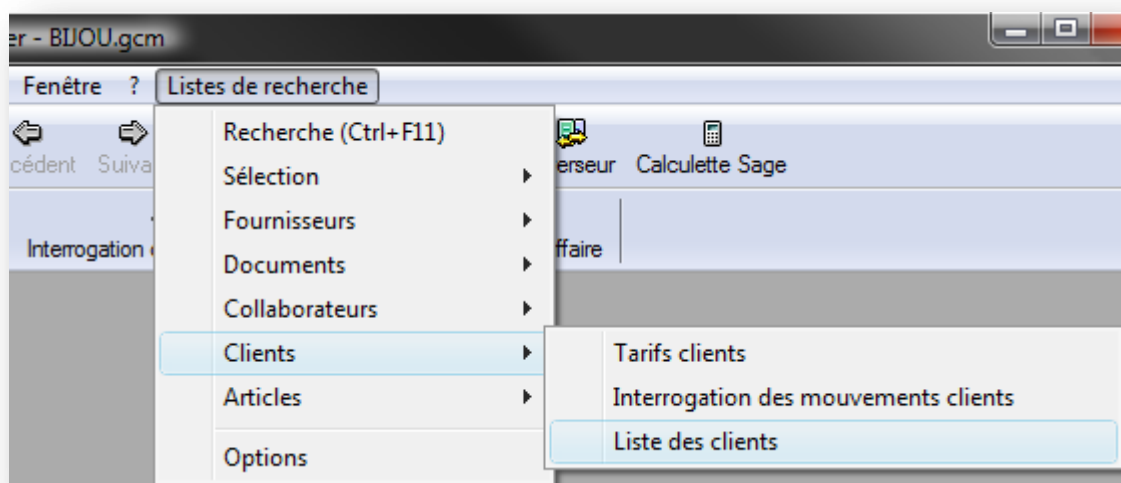 er - BIJOU.gcm
Fenêtre ? Listes de recherche
Recherche (Ctrl+F11)
cédent Suiva erseur Calculette Sage
Sélection
Fournisseurs
Interrogation ffaire
Documents
Collaborateurs
Clients
Tarifs clients
Articles
Interrogation des mouvements clients
Liste des clients
Options